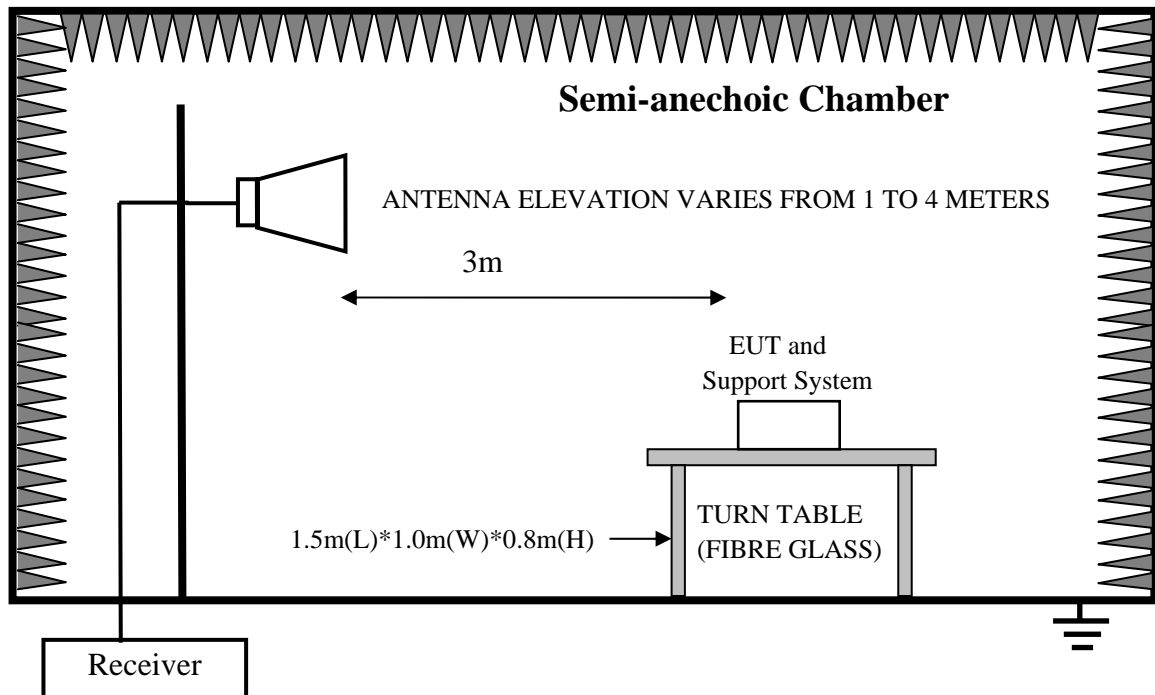 Semi-anechoic Chamber
ANTENNA ELEVATION VARIES FROM 1 TO 4 METERS
3m
EUT and
Support System
TURN TABLE
1.5m(L)*1.0m(W)*0.8m(H)
(FIBRE GLASS)
Receiver